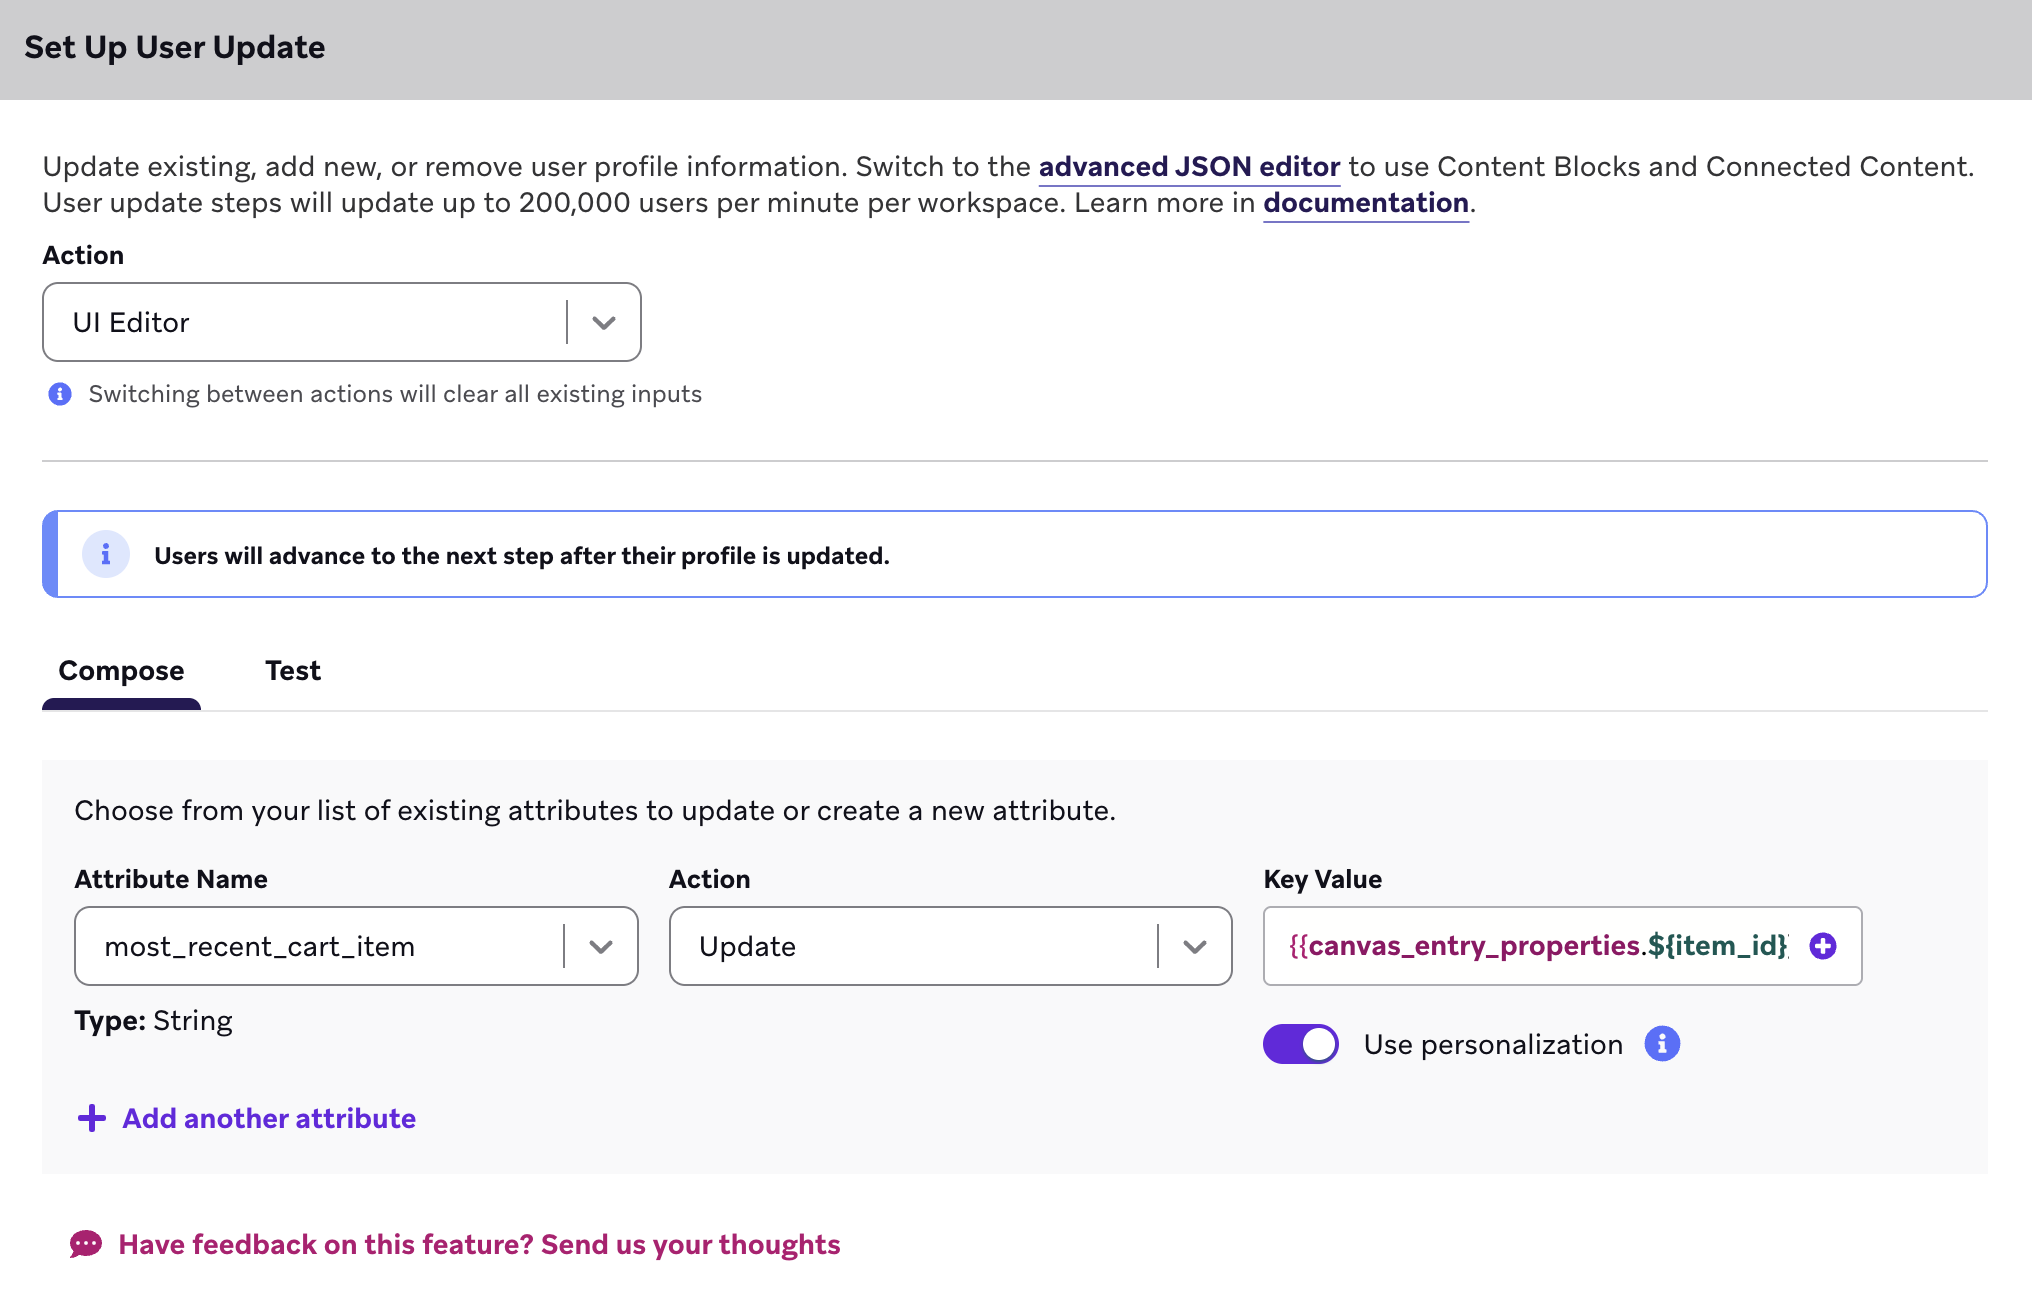 Set Up User Update
Update existing, add new, or remove user profile information. Switch to the advanced JSON editor to use Content Blocks and Connected Content.
User update steps will update up to 200,000 users per minute per workspace. Learn more in documentation.
Action
UI Editor
Switching between actions will clear all existing inputs
Users will advance to the next step after their profile is updated.
Compose Test
Choose from your list of existing attributes to update or create a new attribute.
Attribute Name Action Key Value
most_recent_cart_item Update {{canvas_entry_properties.${item_id}
Type: String
Use personalization
Add another attribute
Have feedback on this feature? Send us your thoughts